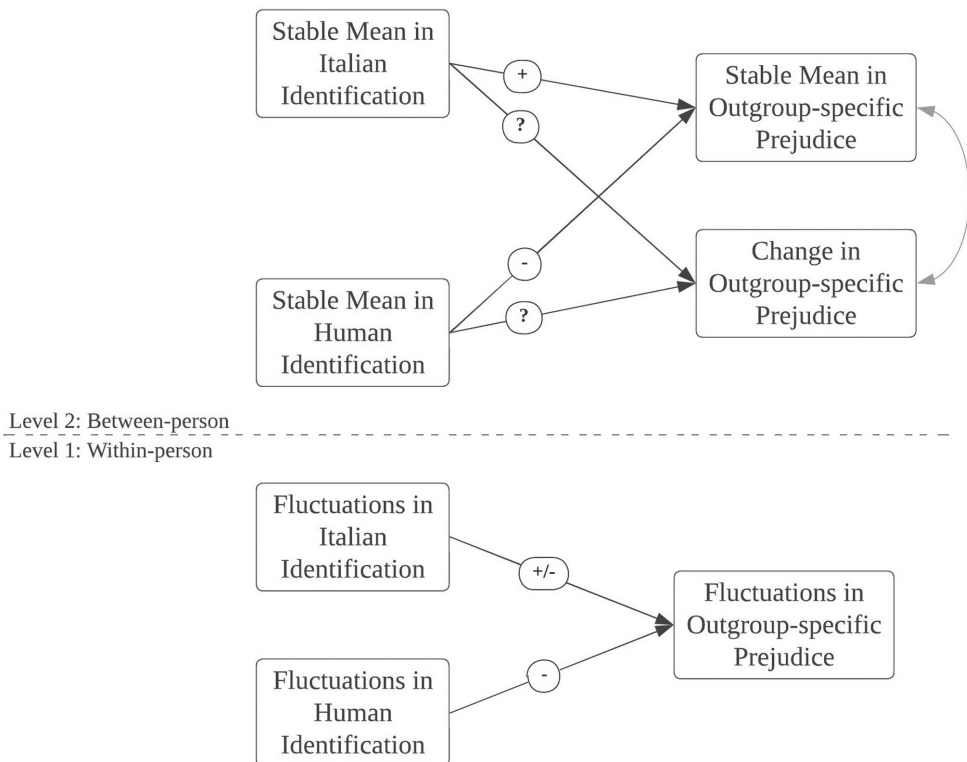 Stable Mean in
Italian
Identification
+
Stable Mean in
Outgroup-specific
Prejudice
?
-
Change in
Outgroup-specific
Prejudice
Stable Mean in
Human
Identification
?
Level 2: Between-person
Level 1: Within-person
Fluctuations in
Italian
Identification
+/-
Fluctuations in
Outgroup-specific
Prejudice
-
Fluctuations in
Human
Identification